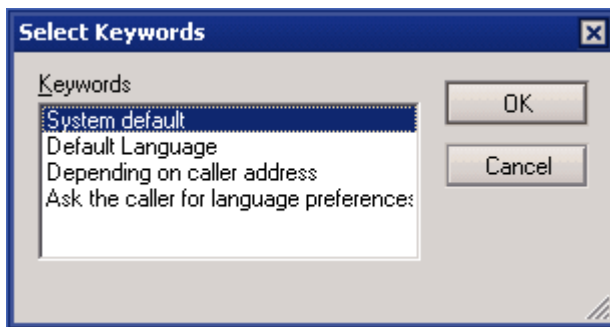 Select Keywords
Keywords
System default
Default Language
Depending on caller address
Ask the caller for language preferences
OK
Cancel